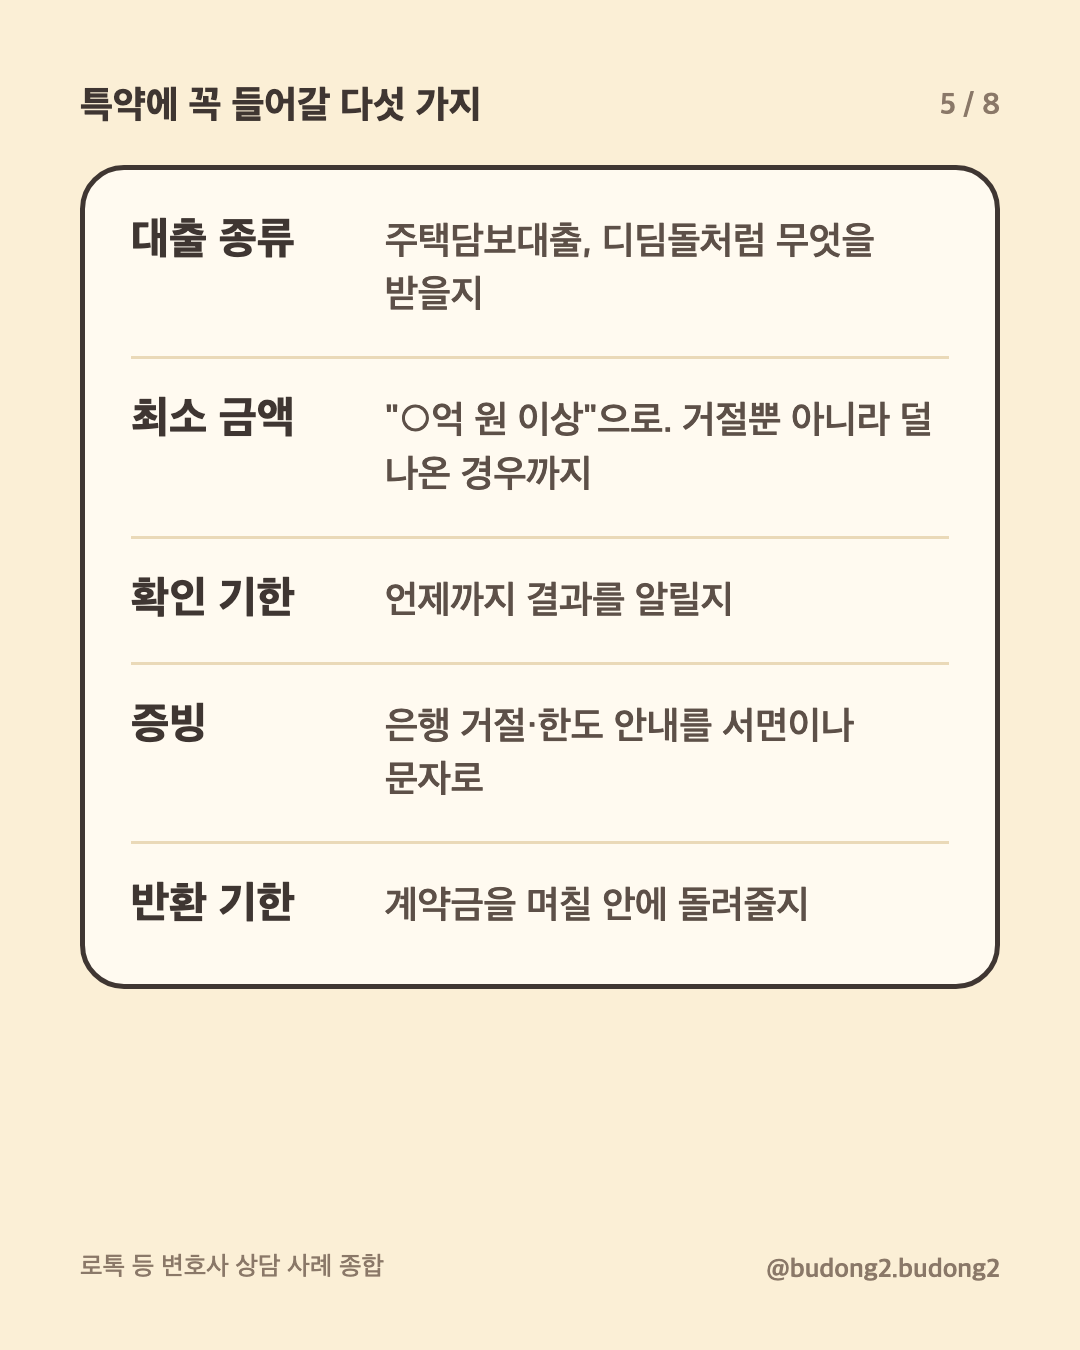 특약에 꼭 들어갈 다섯 가지
5 / 8
대출 종류
주택담보대출, 디딤돌처럼 무엇을
받을지
최소 금액
"○억 원 이상"으로. 거절뿐 아니라 덜
나온 경우까지
확인 기한
언제까지 결과를 알릴지
증빙
은행 거절·한도 안내를 서면이나
문자로
반환 기한
계약금을 며칠 안에 돌려줄지
로톡 등 변호사 상담 사례 종합
@budong2.budong2